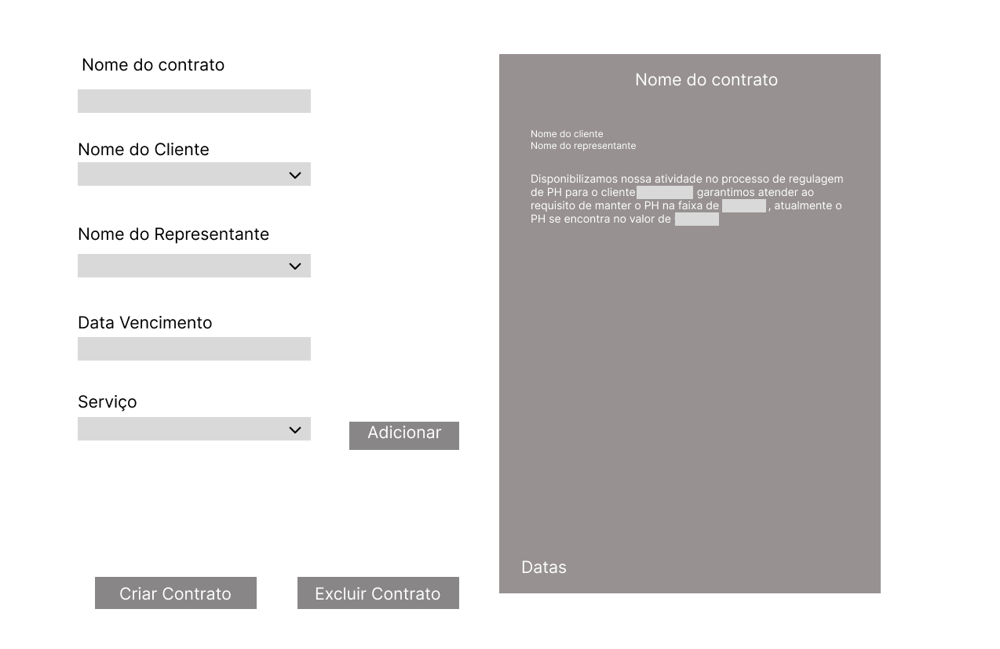 Nome do contrato
Nome do Cliente
Nome do Representante
Data Vencimento
Serviço
Adicionar
Criar Contrato
Excluir Contrato
Nome do contrato
Nome do cliente
Nome do representante
Disponibilizamos nossa atividade no processo de regulagem
de PH para o cliente garantimos atender ao
requisito de manter o PH na faixa de , atualmente o
PH se encontra no valor de
Datas